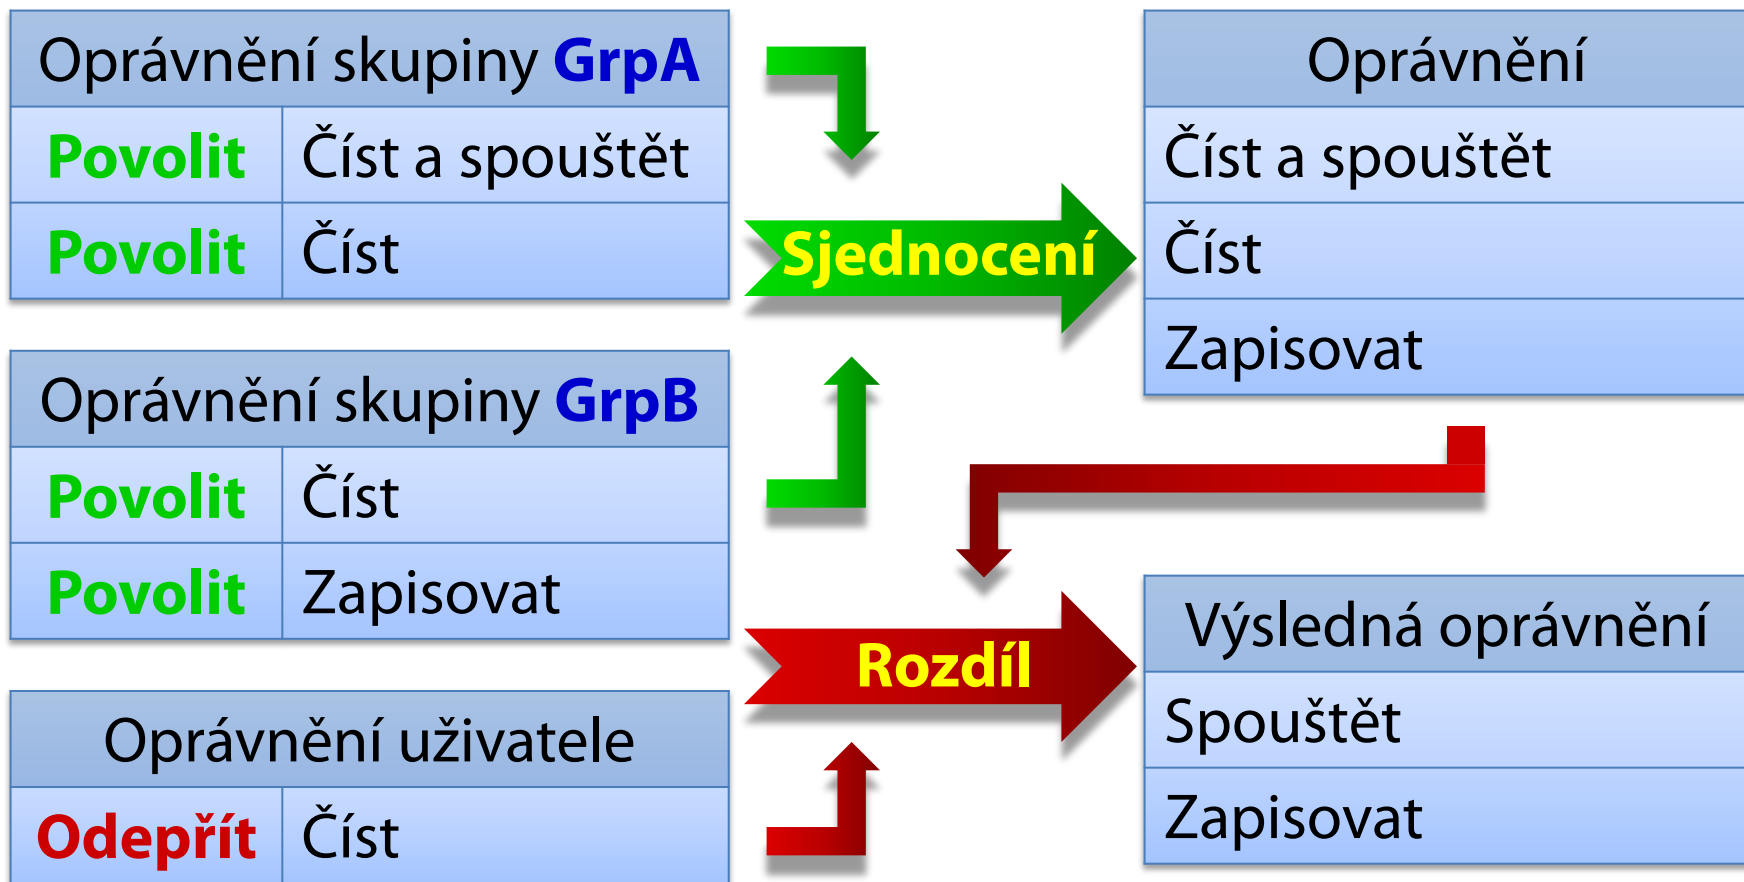 Oprávnění skupiny GrpA
Povolit Číst a spouštět
Povolit Číst
Oprávnění skupiny GrpB
Povolit Číst
Povolit Zapisovat
Oprávnění uživatele
Odepřít Číst
Sjednocení
Rozdíl
Oprávnění
Číst a spouštět
Číst
Zapisovat
Výsledná oprávnění
Spouštět
Zapisovat